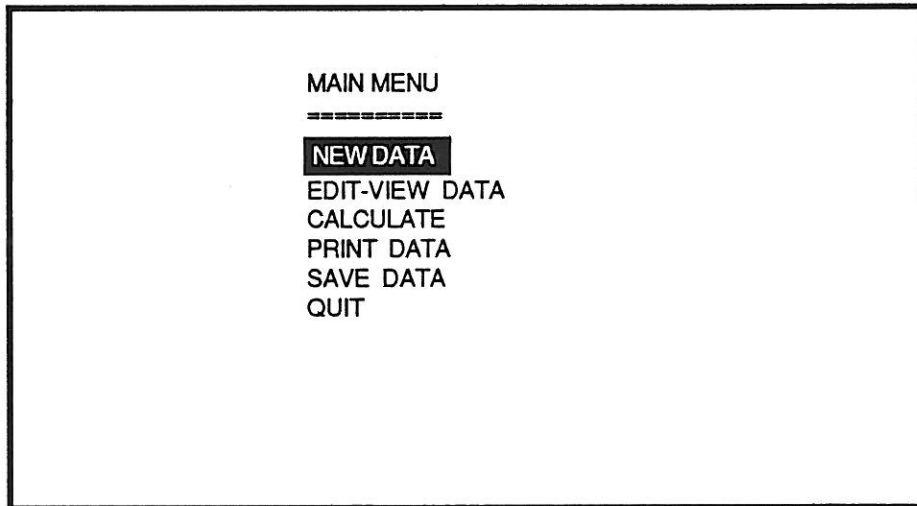 MAIN MENU
==========
NEW DATA
EDIT-VIEW DATA
CALCULATE
PRINT DATA
SAVE DATA
QUIT